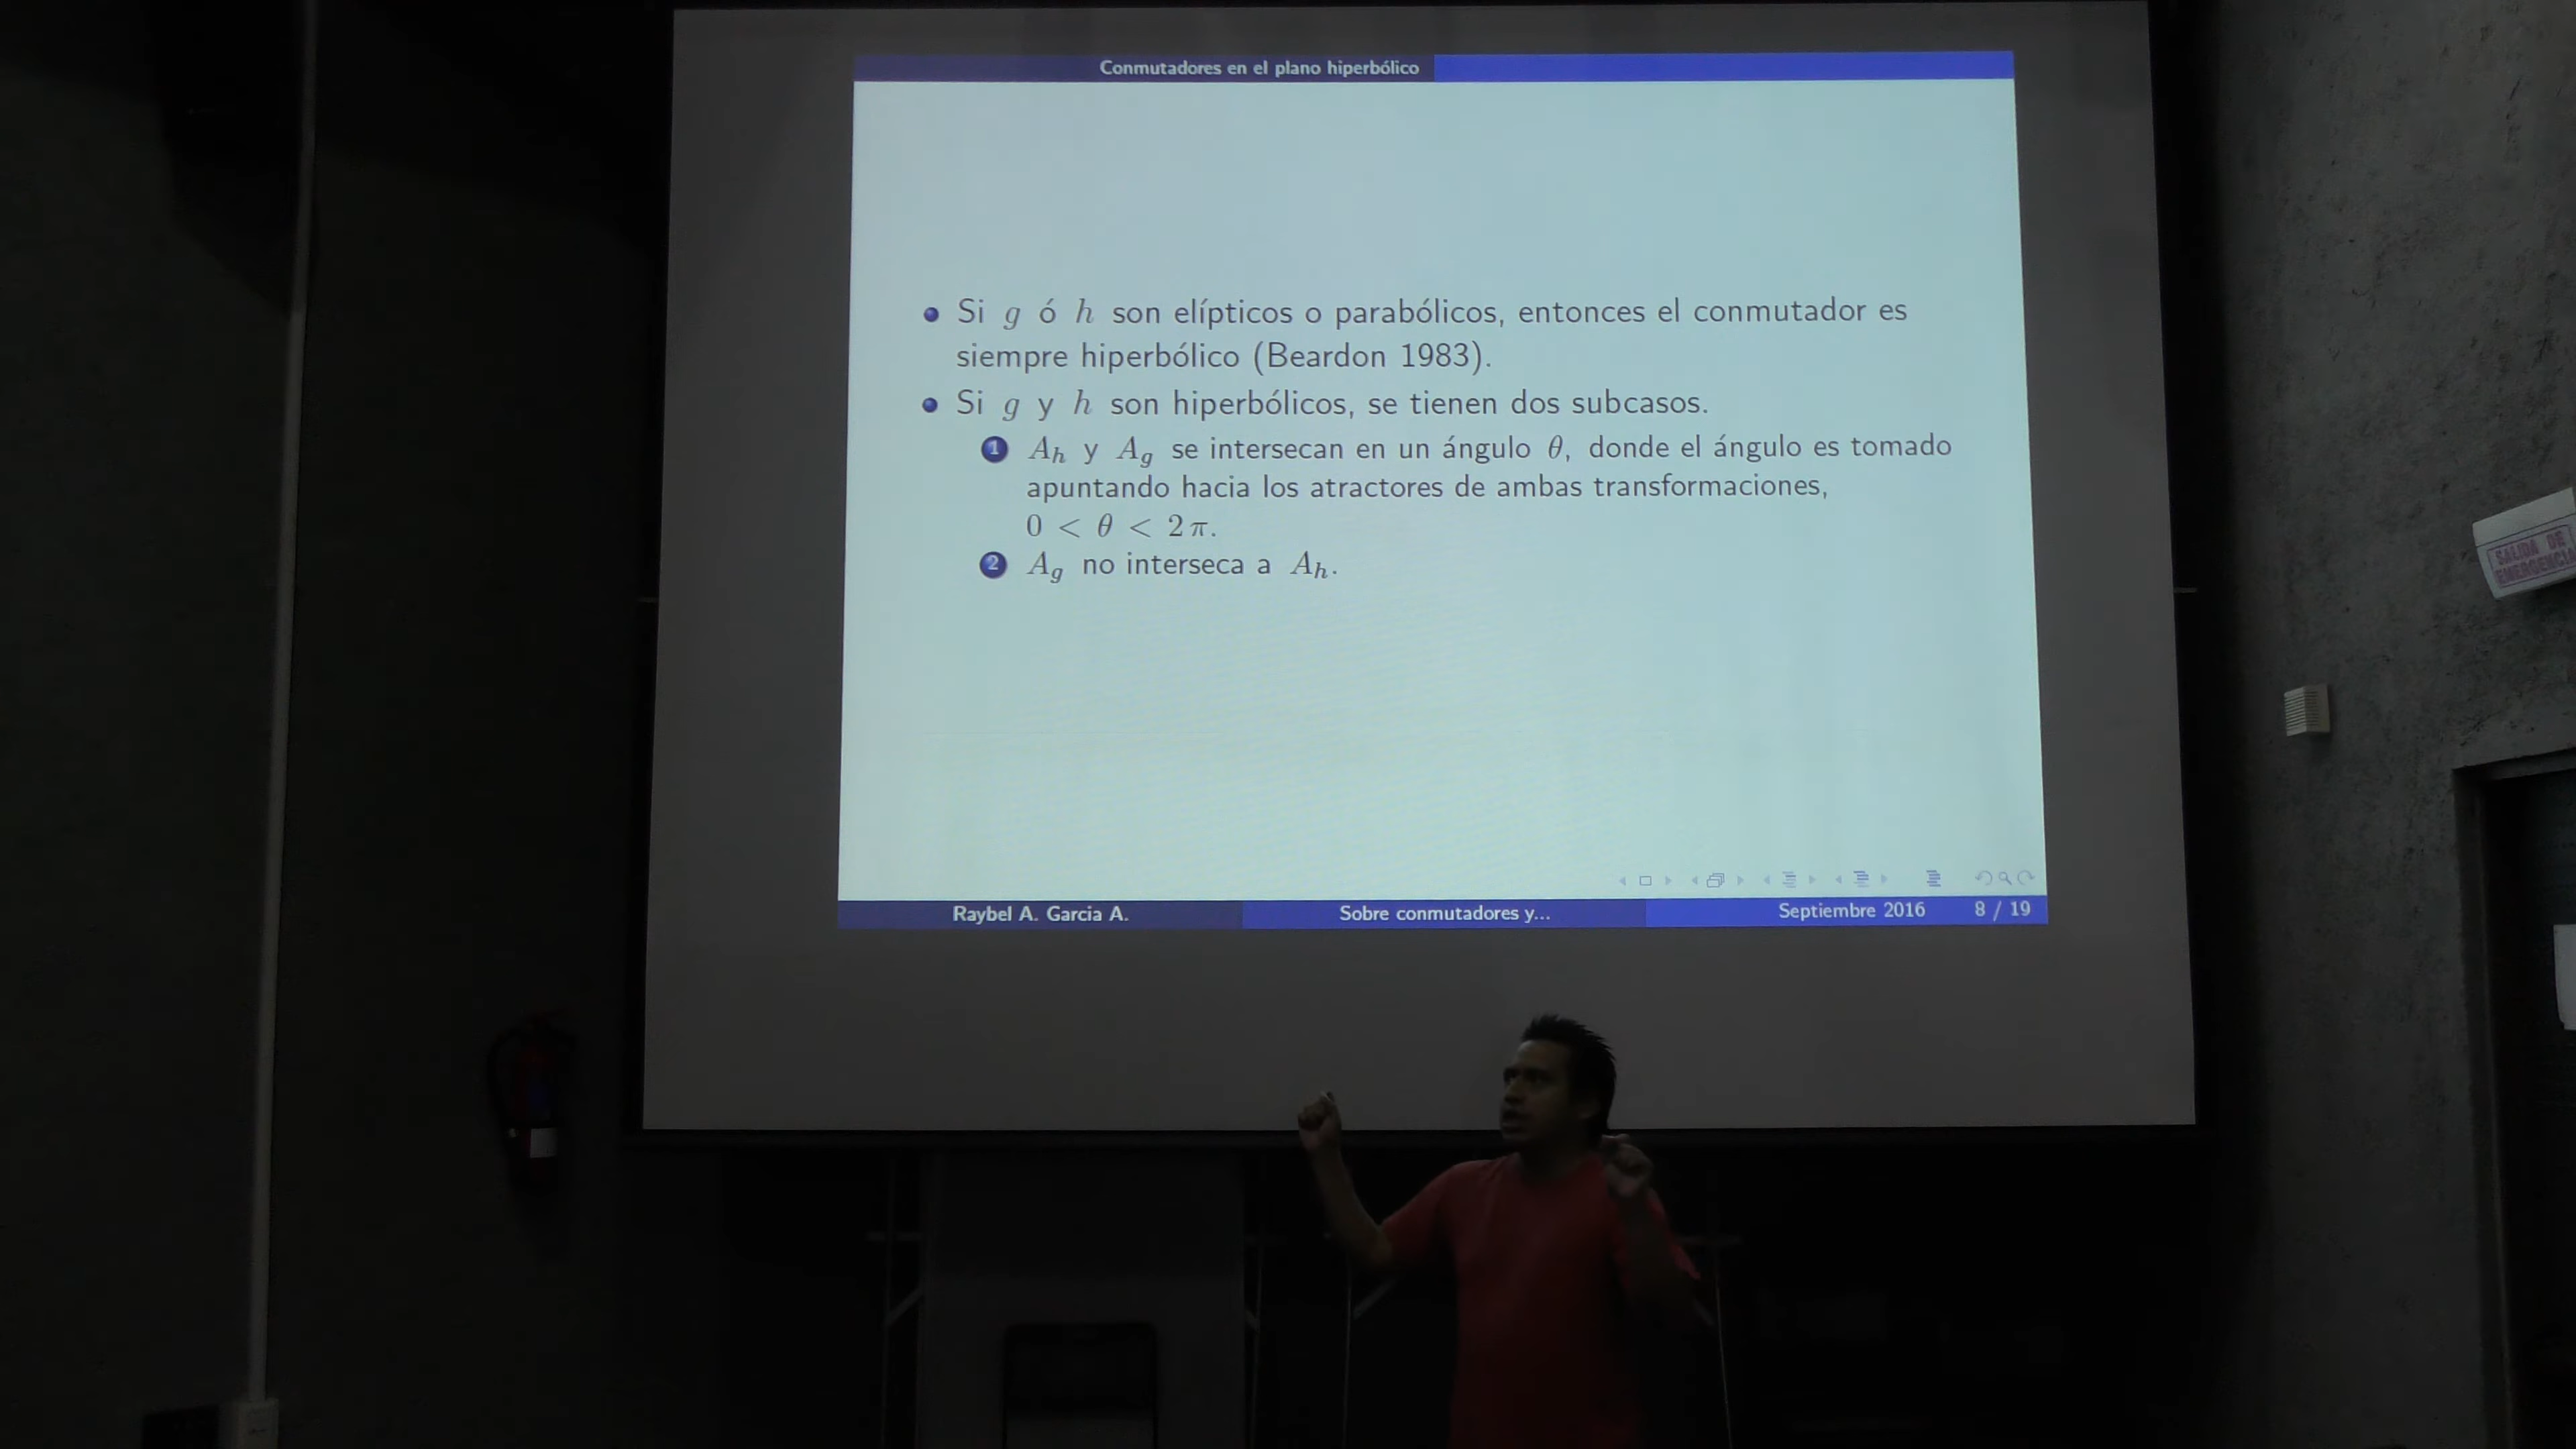 Conmutadores en el plano hiperbólico
Si g ó h son elípticos o parabólicos, entonces el conmutador es
siempre hiperbólico (Beardon 1983).
Si g y h son hiperbólicos, se tienen dos subcasos.
1 A_h y A_g se intersecan en un ángulo θ, donde el ángulo es tomado
apuntando hacia los atractores de ambas transformaciones,
0 < θ < 2π.
2 A_g no interseca a A_h.
Raybel A. Garcia A. Sobre conmutadores y... Septiembre 2016 8 / 19
SALIDA DE
EMERGENCIA